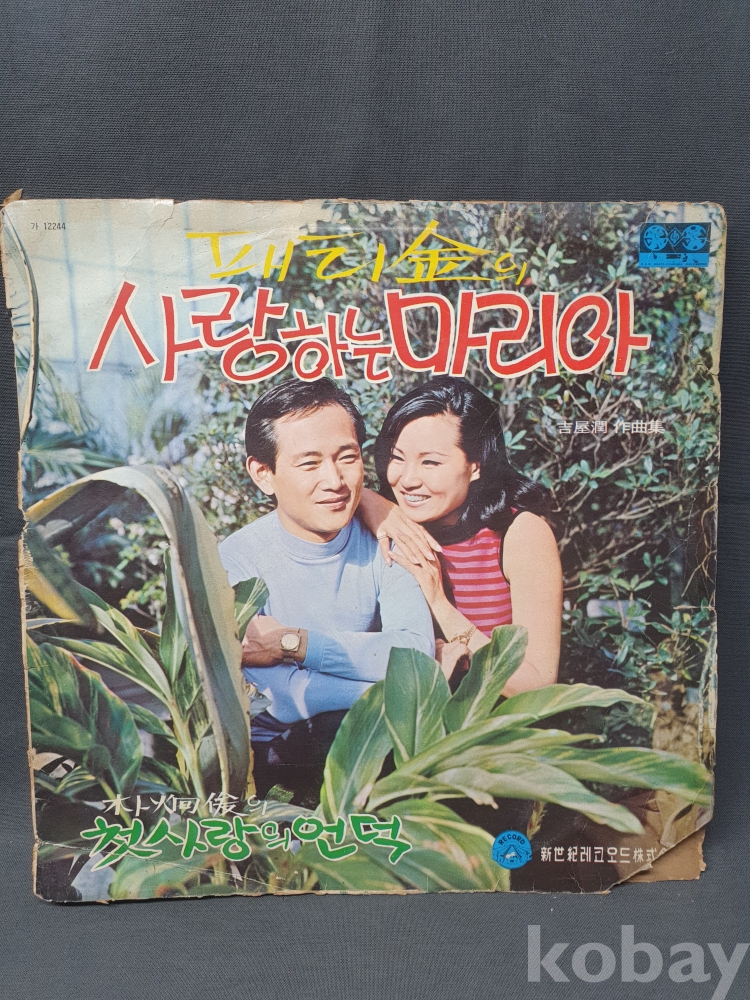 가 12244
패티金의
사랑하는 마리아
吉屋潤 作曲集
朴炯俊의
첫사랑의 언덕
RECORD
新世紀레코오드株式
kobay